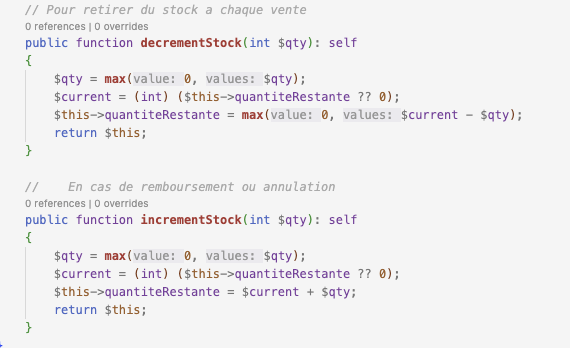 // Pour retirer du stock a chaque vente
0 references | 0 overrides
public function decrementStock(int $qty): self
{
$qty = max(value: 0, values: $qty);
$current = (int) ($this->quantiteRestante ?? 0);
$this->quantiteRestante = max(value: 0, values: $current - $qty);
return $this;
}
//    En cas de remboursement ou annulation
0 references | 0 overrides
public function incrementStock(int $qty): self
{
$qty = max(value: 0, values: $qty);
$current = (int) ($this->quantiteRestante ?? 0);
$this->quantiteRestante = $current + $qty;
return $this;
}